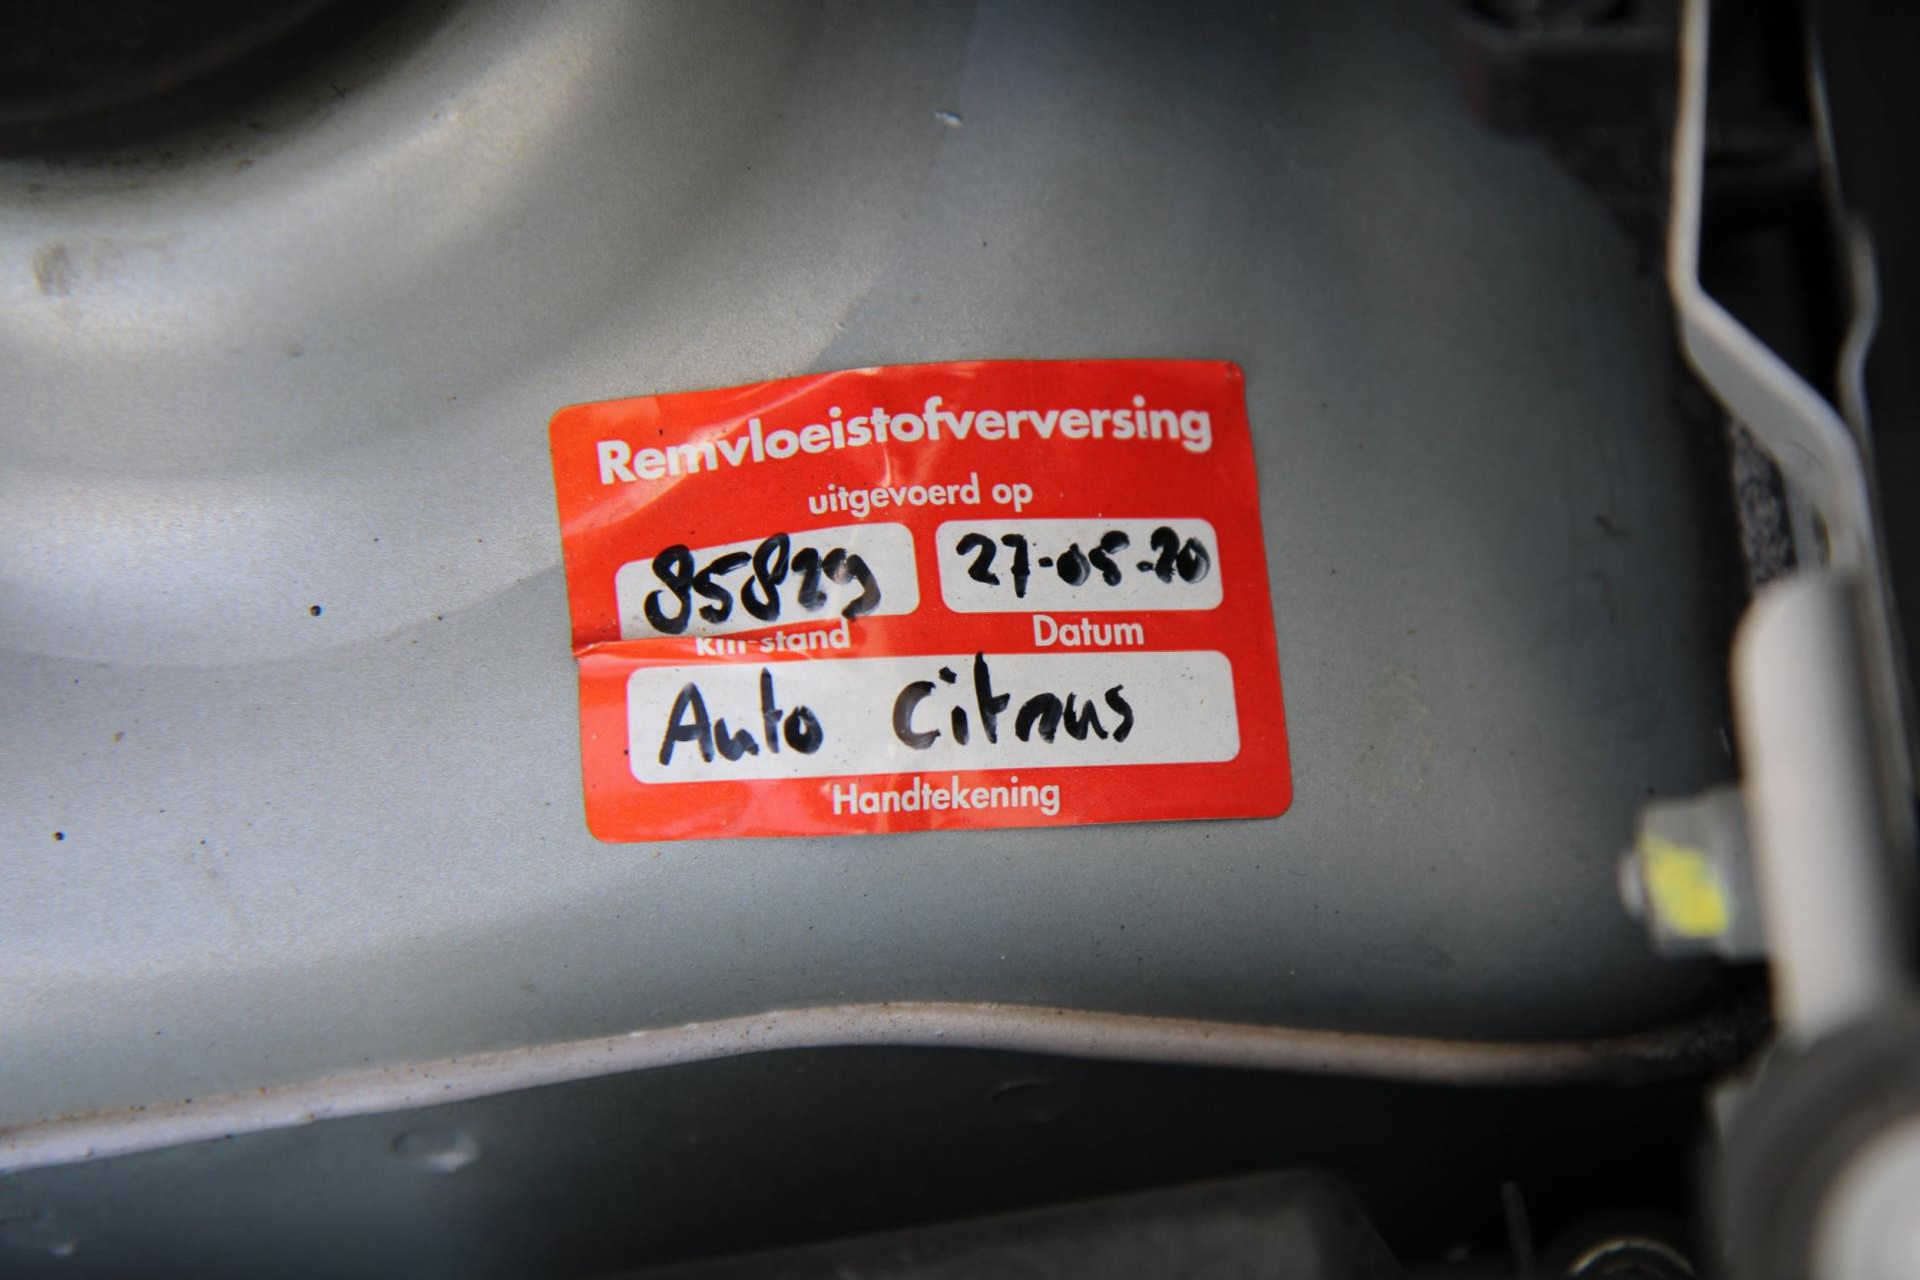 Remvloeistofverversing
uitgevoerd op
85829 27-05-20
km-stand Datum
Auto Citrus
Handtekening